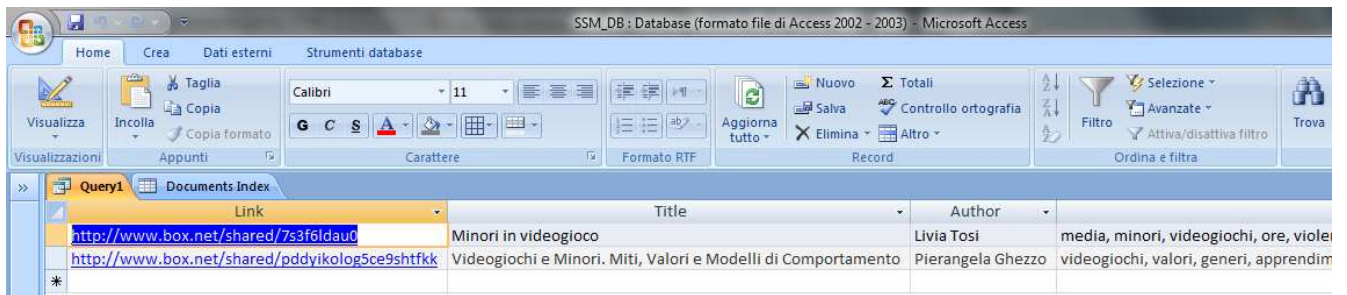 SSM_DB : Database (formato file di Access 2002 - 2003) - Microsoft Access
Home Crea Dati esterni Strumenti database
Visualizza
Visualizzazioni
Incolla
Taglia
Copia
Copia formato
Appunti
Calibri 11
G C S A
Carattere
Formato RTF
Aggiorna tutto
Nuovo
Salva
Elimina
Totali
Controllo ortografia
Altro
Record
Filtro
Selezione
Avanzate
Attiva/disattiva filtro
Ordina e filtra
Trova
Query1 Documents Index
Link Title Author
http://www.box.net/shared/7s3f6ldau0 Minori in videogioco Livia Tosi media, minori, videogiochi, ore, violen
http://www.box.net/shared/pddyikolog5ce9shtfkk Videogiochi e Minori. Miti, Valori e Modelli di Comportamento Pierangela Ghezzo videogiochi, valori, generi, apprendim